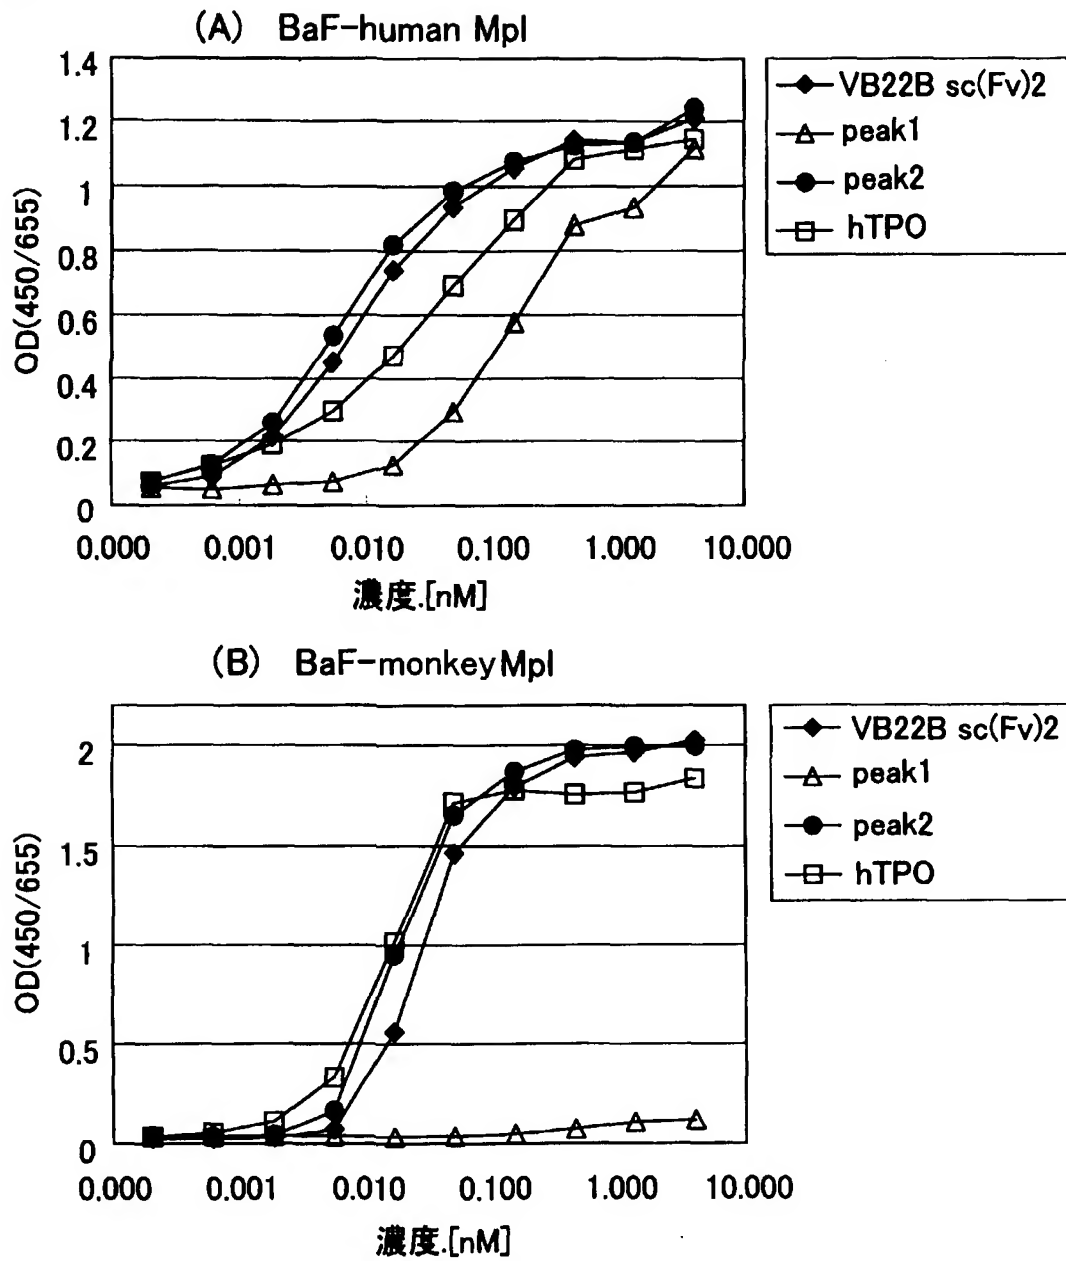 (A) BaF-human Mpl
1.4
1.2
1
0.8
0.6
0.4
0.2
0
OD(450/655)
0.000 0.001 0.010 0.100 1.000 10.000
濃度.[nM]
VB22B sc(Fv)2
peak1
peak2
hTPO
(B) BaF-monkey Mpl
2
1.5
1
0.5
0
OD(450/655)
0.000 0.001 0.010 0.100 1.000 10.000
濃度.[nM]
VB22B sc(Fv)2
peak1
peak2
hTPO